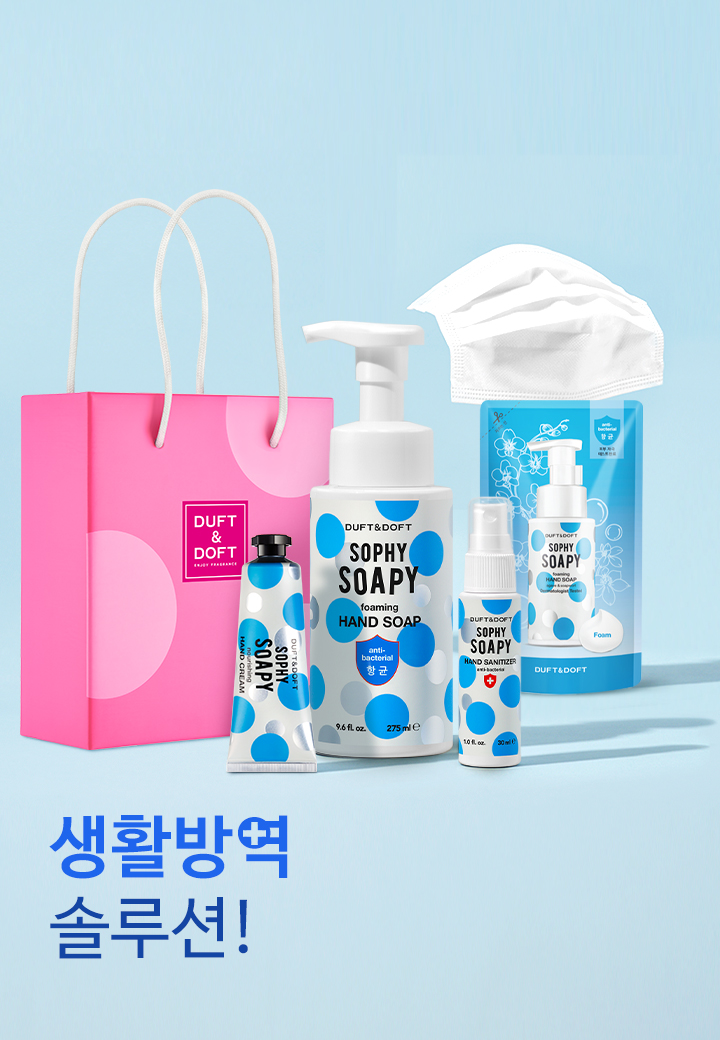 DUFT
&
DOFT
ENJOY FRAGRANCE
DUFT&DOFT
SOPHY
SOAPY
nourishing
HAND CREAM
DUFT&DOFT
SOPHY
SOAPY
foaming
HAND SOAP
anti-
bacterial
항균
9.6 fl. oz. 275 ml ℮
DUFT&DOFT
SOPHY
SOAPY
HAND SANITIZER
anti-bacterial
1.0 fl. oz. 30 ml ℮
anti-
bacterial
항균
DUFT&DOFT
SOPHY
SOAPY
foaming
HAND SOAP
Foam
DUFT&DOFT
생활방역
솔루션!